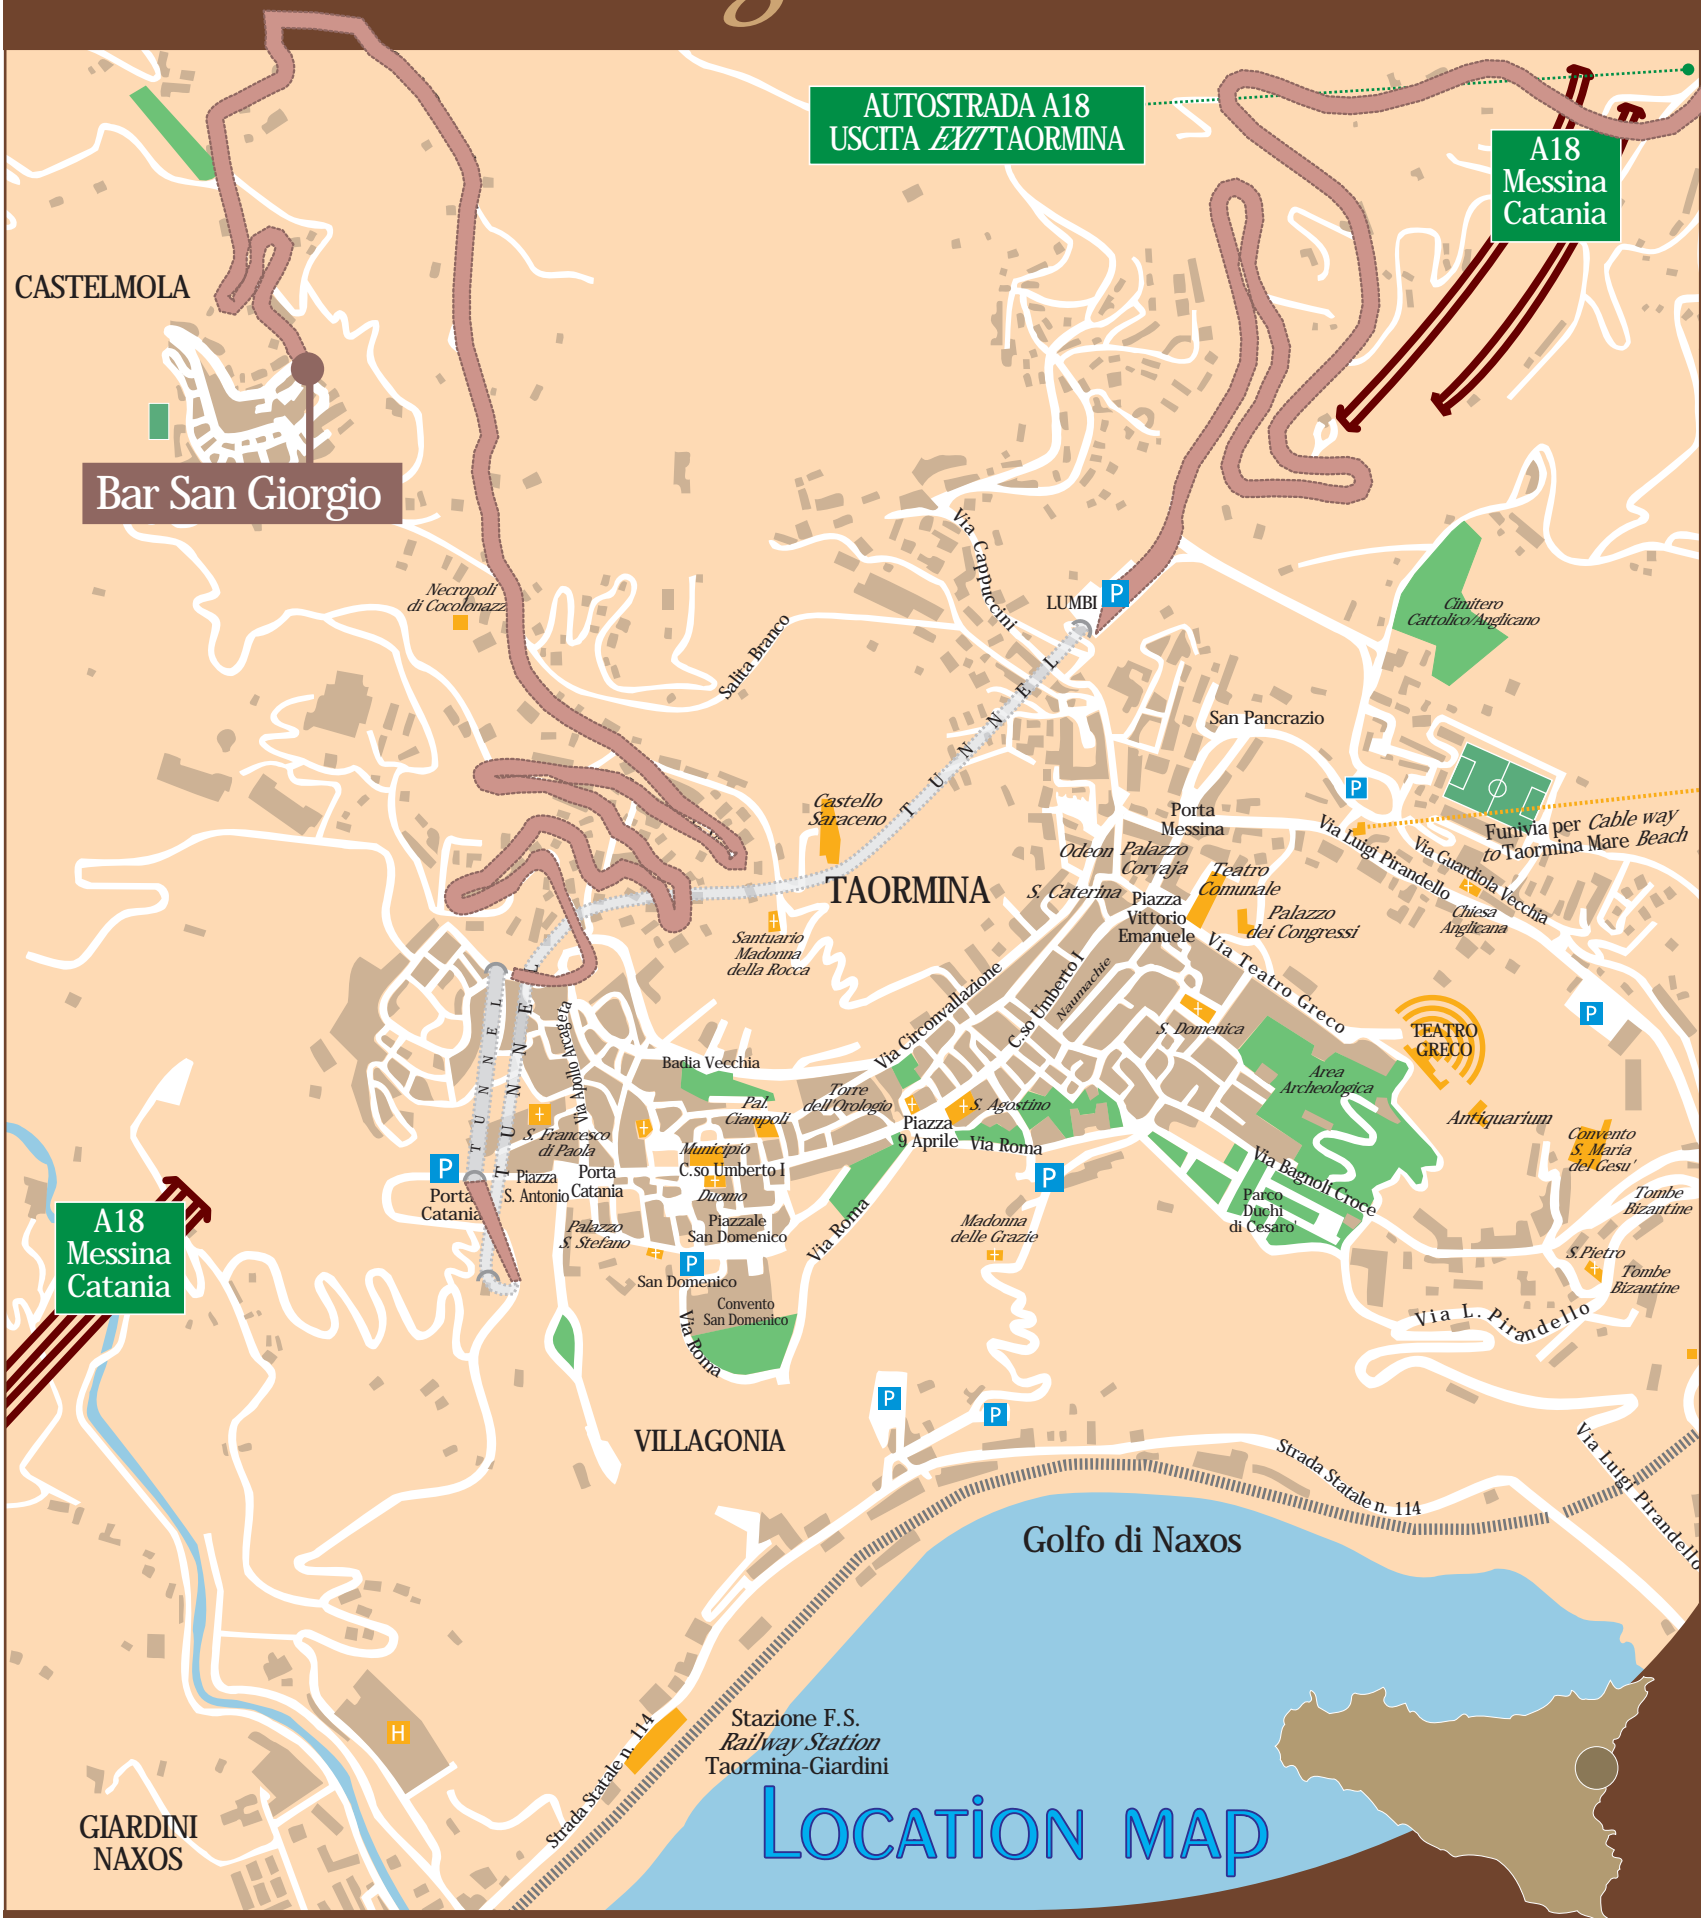 g
AUTOSTRADA A18
USCITA EXIT TAORMINA
A18
Messina
Catania
CASTELMOLA
Bar San Giorgio
Necropoli
di Cocolonazz
Via Cappuccini
LUMBI
P
Cimitero
Cattolico/Anglicano
Salita Branco
TUNNEL
San Pancrazio
P
Castello
Saraceno
Porta
Messina
Funivia per Cable way
to Taormina Mare Beach
Via Luigi Pirandello
Via Guardiola Vecchia
Odeon
Palazzo
Corvaja
TAORMINA
S. Caterina
Teatro
Comunale
Piazza
Vittorio
Emanuele
Palazzo
dei Congressi
Chiesa
Anglicana
Santuario
Madonna
della Rocca
Via Teatro Greco
Via Circonvallazione
C.so Umberto I
Naumachie
P
TUNNEL
TUNNEL
Via Apollo Arcageta
S. Domenica
TEATRO
GRECO
Badia Vecchia
Area
Archeologica
Torre
dell'Orologio
Pal.
Ciampoli
S. Agostino
Antiquarium
Piazza
9 Aprile
Via Roma
S. Francesco
di Paola
Municipio
Convento
S. Maria
del Gesu'
P
P
C.so Umberto I
Via Bagnoli Croce
Piazza
S. Antonio
Porta
Catania
Porta
Catania
Duomo
Parco
Duchi
di Cesaro'
Tombe
Bizantine
A18
Messina
Catania
Palazzo
S. Stefano
Piazzale
San Domenico
Via Roma
Madonna
delle Grazie
S.Pietro
P
San Domenico
Tombe
Bizantine
Convento
San Domenico
Via Roma
Via L. Pirandello
P
P
VILLAGONIA
Strada Statale n. 114
Via Luigi Pirandello
Golfo di Naxos
H
Stazione F.S.
Railway Station
Taormina-Giardini
Strada Statale n. 114
GIARDINI
NAXOS
LOCATION MAP